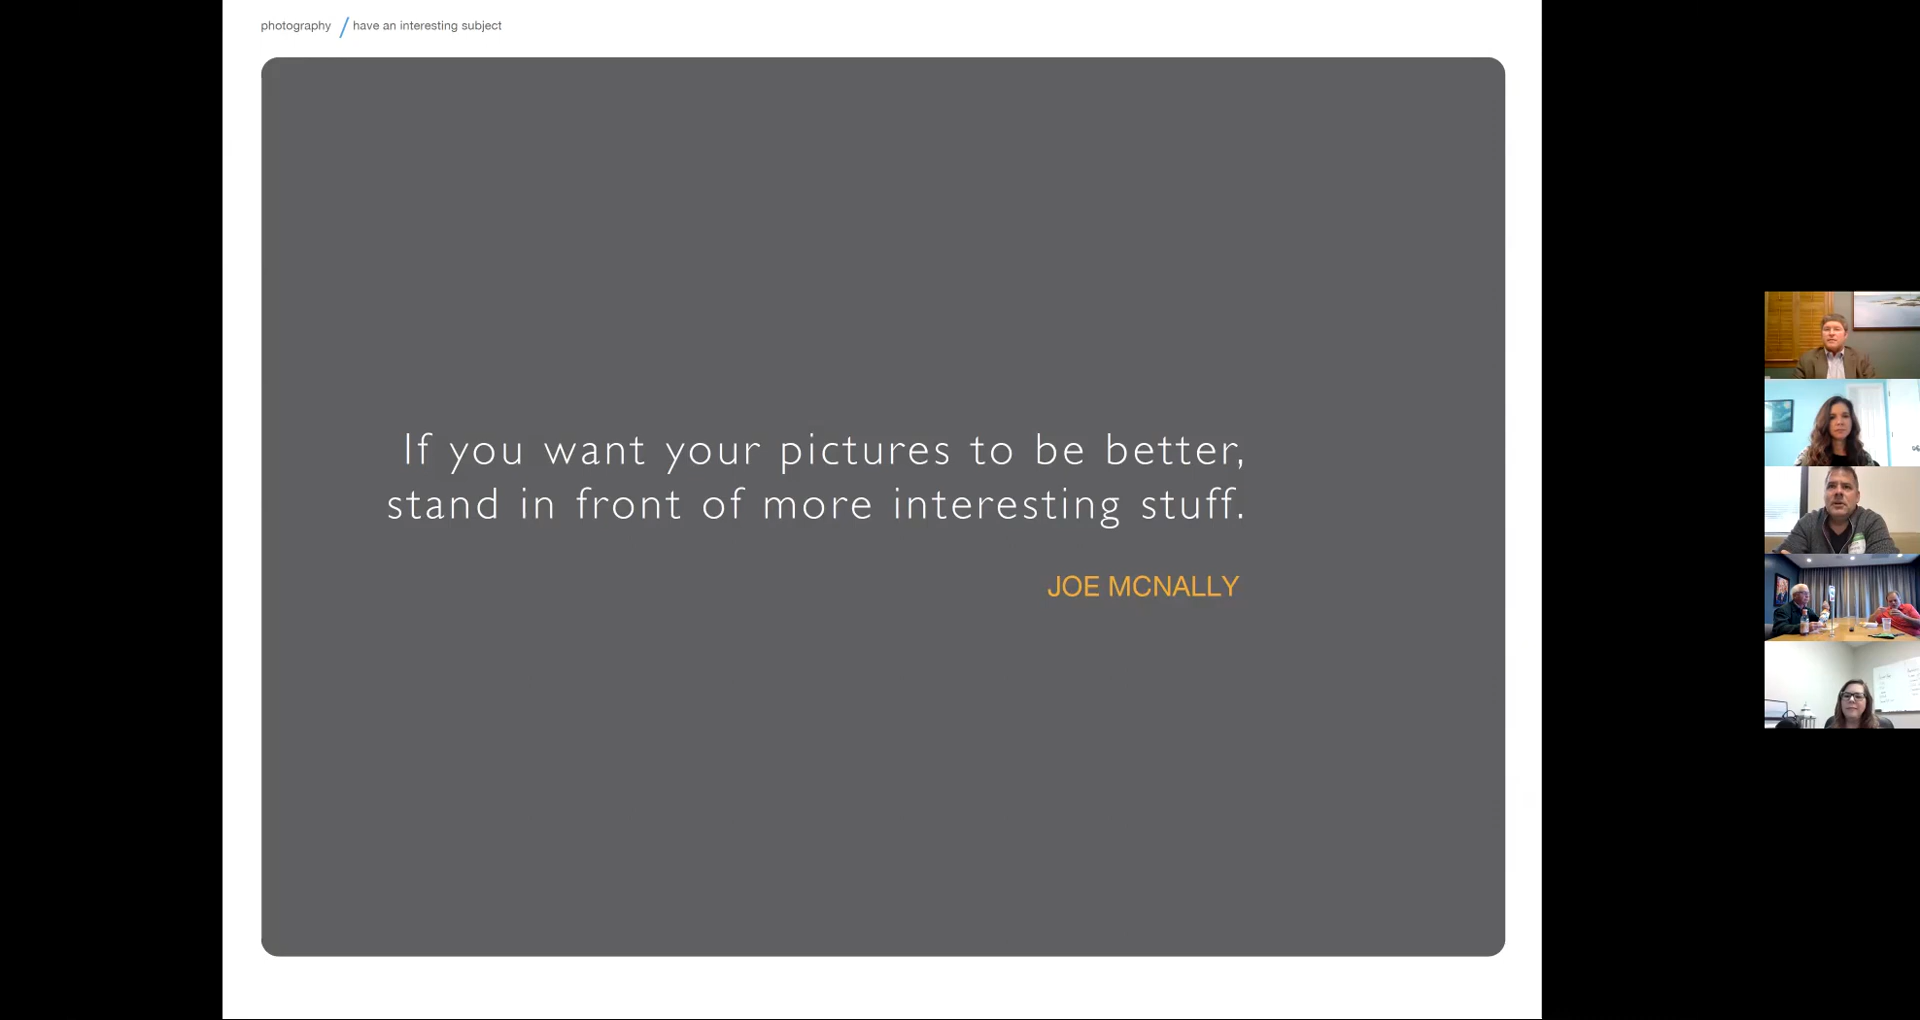 photography / have an interesting subject
If you want your pictures to be better,
stand in front of more interesting stuff.
JOE MCNALLY